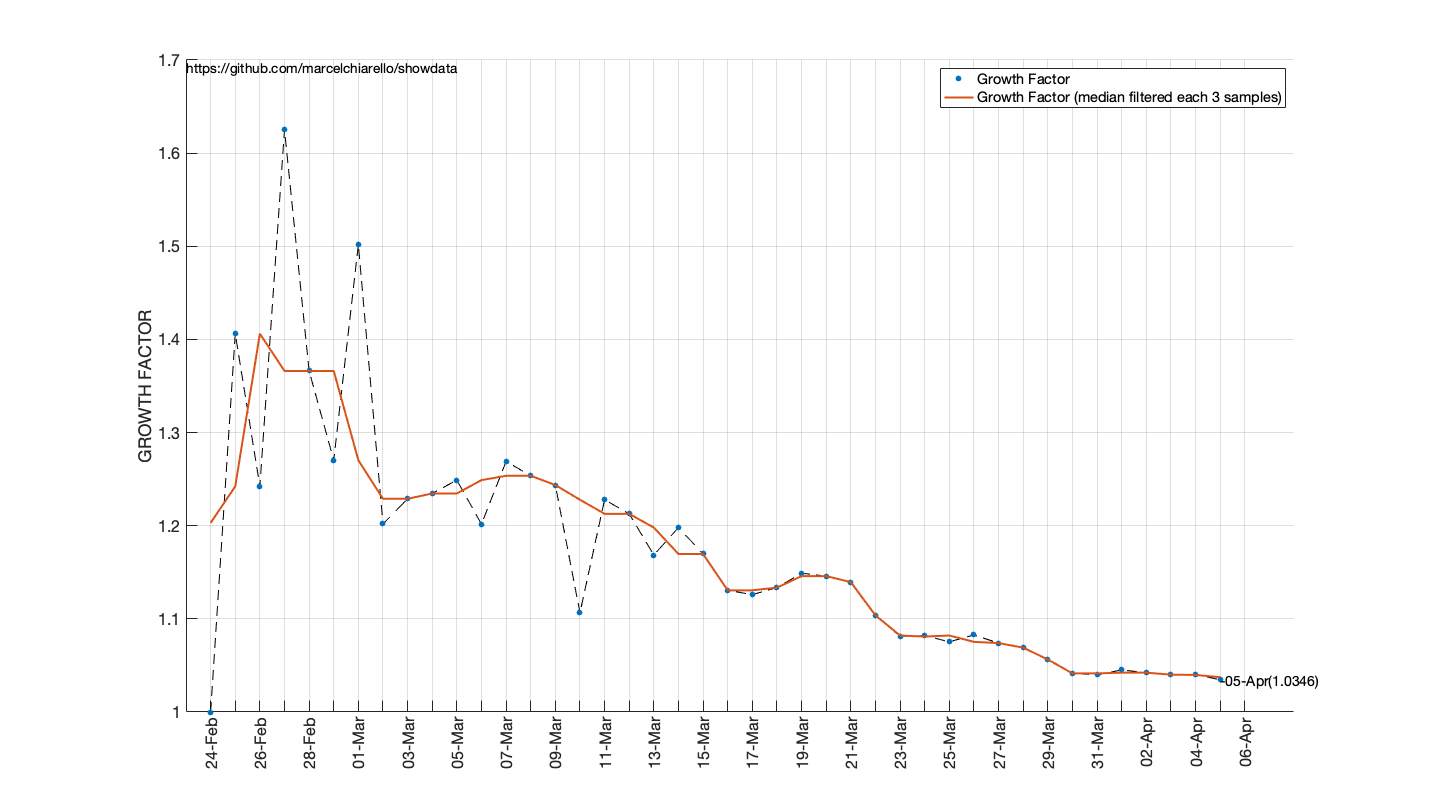 https://github.com/marcelchiarello/showdata
Growth Factor
Growth Factor (median filtered each 3 samples)
GROWTH FACTOR
1.7
1.6
1.5
1.4
1.3
1.2
1.1
1
05-Apr(1.0346)
24-Feb
26-Feb
28-Feb
01-Mar
03-Mar
05-Mar
07-Mar
09-Mar
11-Mar
13-Mar
15-Mar
17-Mar
19-Mar
21-Mar
23-Mar
25-Mar
27-Mar
29-Mar
31-Mar
02-Apr
04-Apr
06-Apr